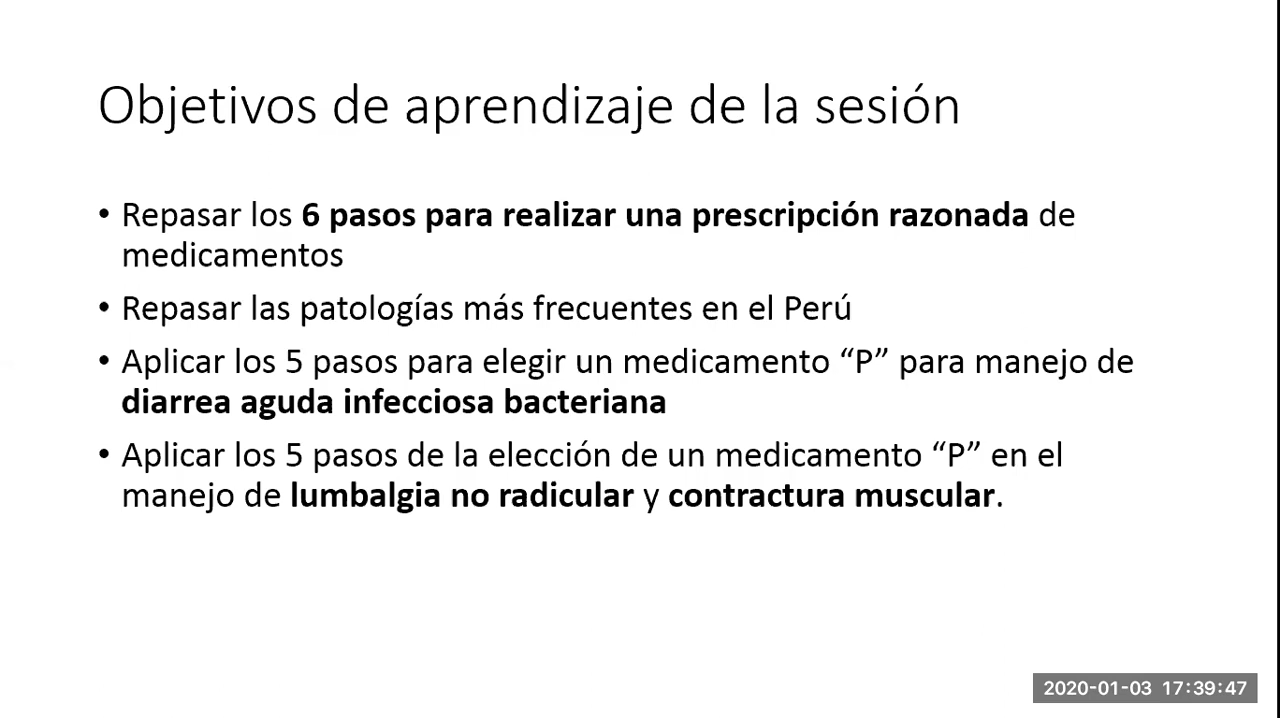 Objetivos de aprendizaje de la sesión
• Repasar los 6 pasos para realizar una prescripción razonada de
medicamentos
• Repasar las patologías más frecuentes en el Perú
• Aplicar los 5 pasos para elegir un medicamento “P” para manejo de
diarrea aguda infecciosa bacteriana
• Aplicar los 5 pasos de la elección de un medicamento “P” en el
manejo de lumbalgia no radicular y contractura muscular.
2020-01-03 17:39:47